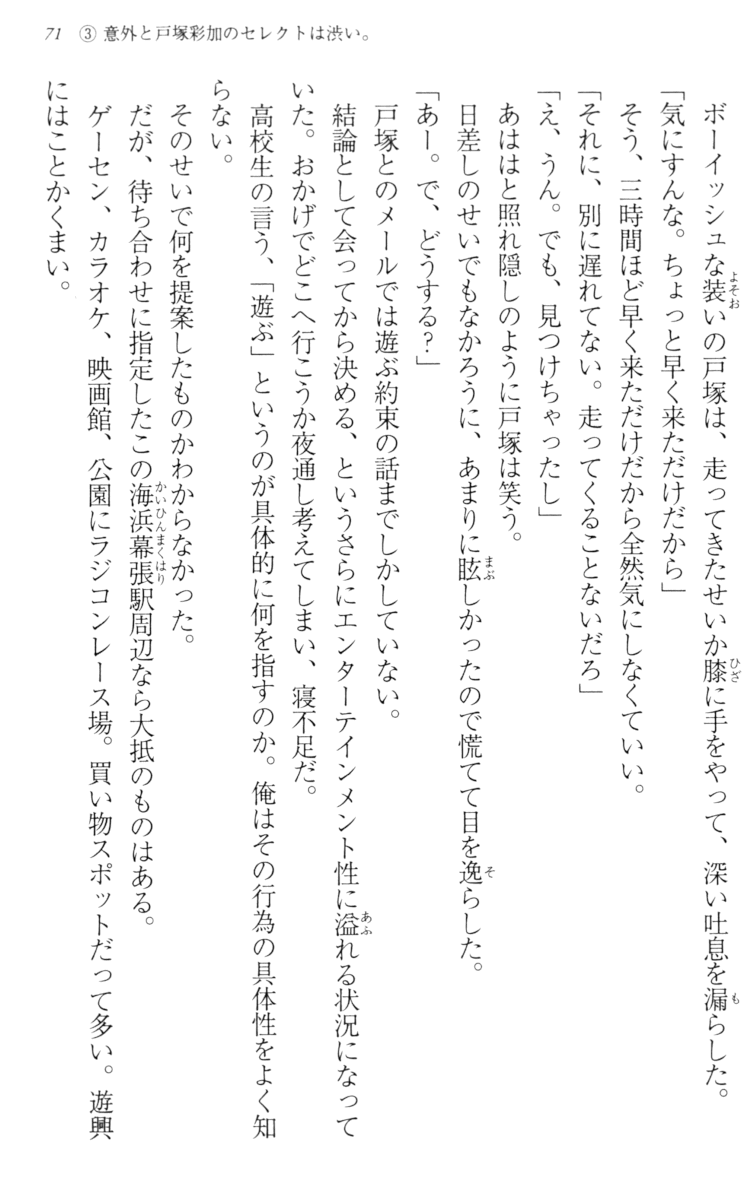 71 ③ 意外と戸塚彩加のセレクトは渋い。
ボーイッシュな装いの戸塚は、走ってきたせいか膝に手をやって、深い吐息を漏らした。
「気にすんな。ちょっと早く来ただけだから」
そう、三時間ほど早く来ただけだから全然気にしなくていい。
「それに、別に遅れてない。走ってくることないだろ」
「え、うん。でも、見つけちゃったし」
あははと照れ隠しのように戸塚は笑う。
日差しのせいでもなかろうに、あまりに眩しかったので慌てて目を逸らした。
「あー。で、どうする?」
戸塚とのメールでは遊ぶ約束の話までしかしていない。
結論として会ってから決める、というさらにエンターテインメント性に溢れる状況になって
いた。おかげでどこへ行こうか夜通し考えてしまい、寝不足だ。
高校生の言う、「遊ぶ」というのが具体的に何を指すのか。俺はその行為の具体性をよく知
らない。
そのせいで何を提案したものかわからなかった。
だが、待ち合わせに指定したこの海浜幕張駅周辺なら大抵のものはある。
ゲーセン、カラオケ、映画館、公園にラジコンレース場。買い物スポットだって多い。遊興
にはことかくまい。
よそお
ひざ
も
まぶ
そ
あふ
かいひんまくはり